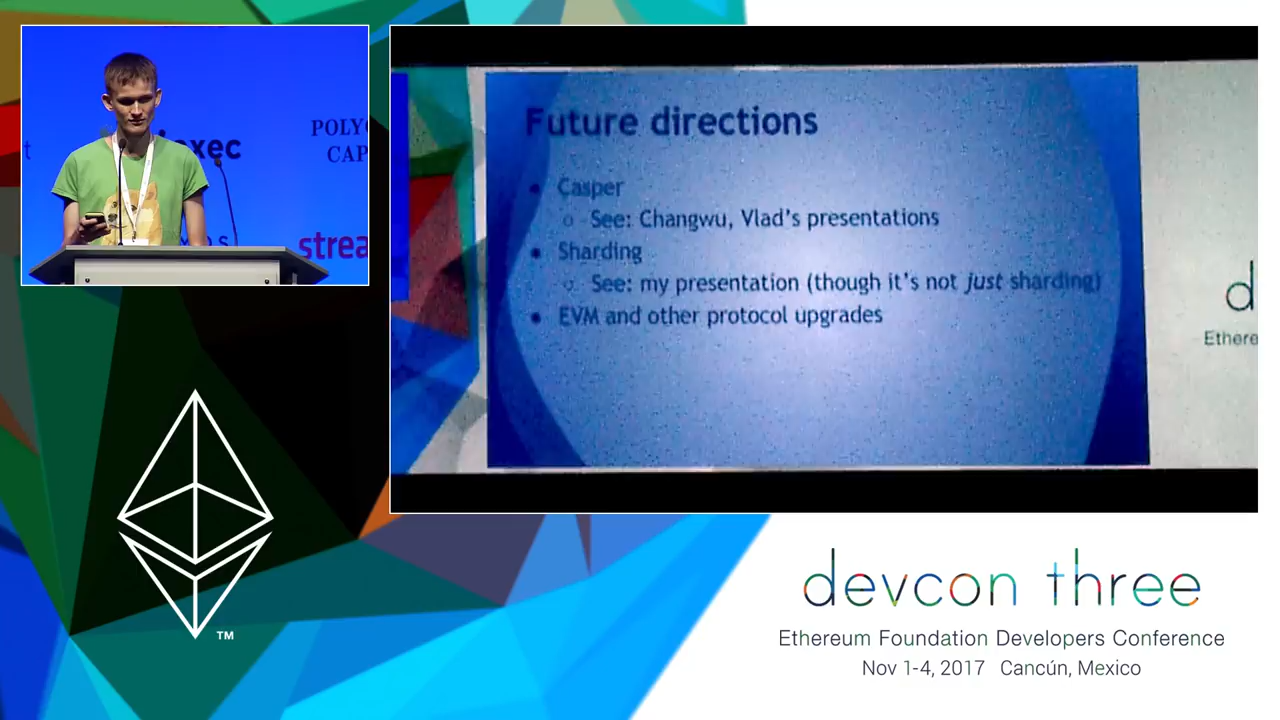 exec
POLY
CAP
strea
Future directions
• Casper
o See: Changwu, Vlad's presentations
• Sharding
o See: my presentation (though it's not just sharding)
• EVM and other protocol upgrades
d
Ethere
TM
devcon three
Ethereum Foundation Developers Conference
Nov 1-4, 2017 Cancún, Mexico